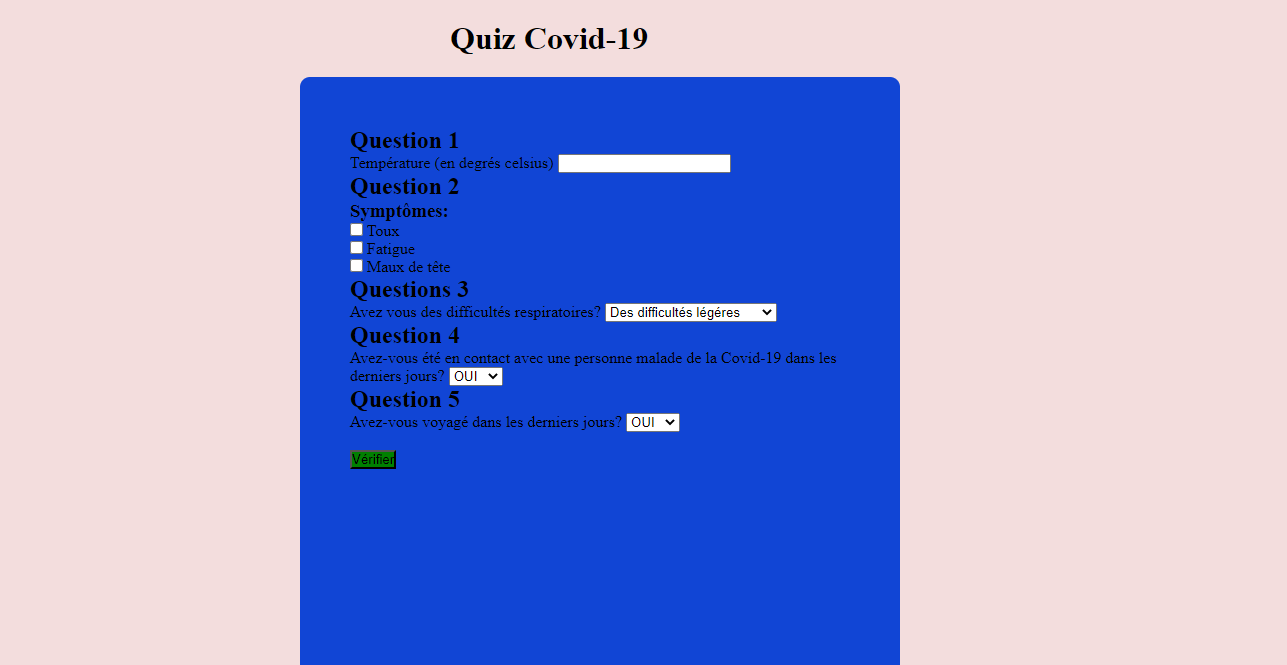 Quiz Covid-19
Question 1
Température (en degrés celsius)
Question 2
Symptômes:
Toux
Fatigue
Maux de tête
Questions 3
Avez vous des difficultés respiratoires? Des difficultés légéres
Question 4
Avez-vous été en contact avec une personne malade de la Covid-19 dans les
derniers jours? OUI
Question 5
Avez-vous voyagé dans les derniers jours? OUI
Vérifier